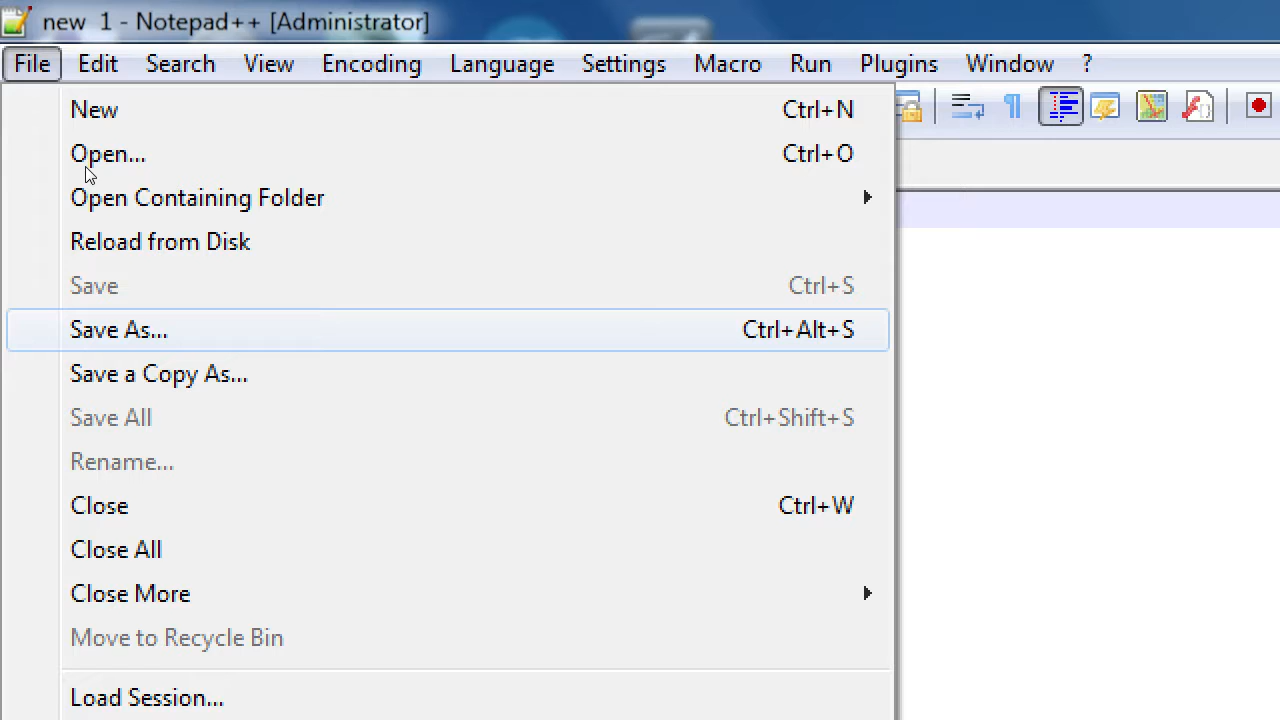 new 1 - Notepad++ [Administrator]
File Edit Search View Encoding Language Settings Macro Run Plugins Window ?
New Ctrl+N
Open... Ctrl+O
Open Containing Folder
Reload from Disk
Save Ctrl+S
Save As... Ctrl+Alt+S
Save a Copy As...
Save All Ctrl+Shift+S
Rename...
Close Ctrl+W
Close All
Close More
Move to Recycle Bin
Load Session...